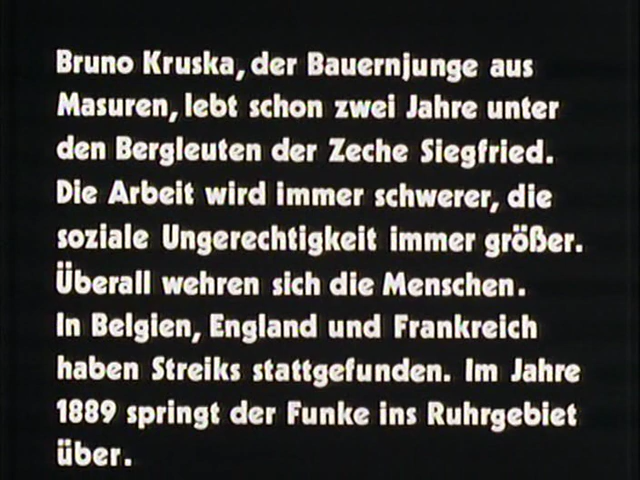 Bruno Kruska, der Bauernjunge aus
Masuren, lebt schon zwei Jahre unter
den Bergleuten der Zeche Siegfried.
Die Arbeit wird immer schwerer, die
soziale Ungerechtigkeit immer größer.
Überall wehren sich die Menschen.
In Belgien, England und Frankreich
haben Streiks stattgefunden. Im Jahre
1889 springt der Funke ins Ruhrgebiet
über.